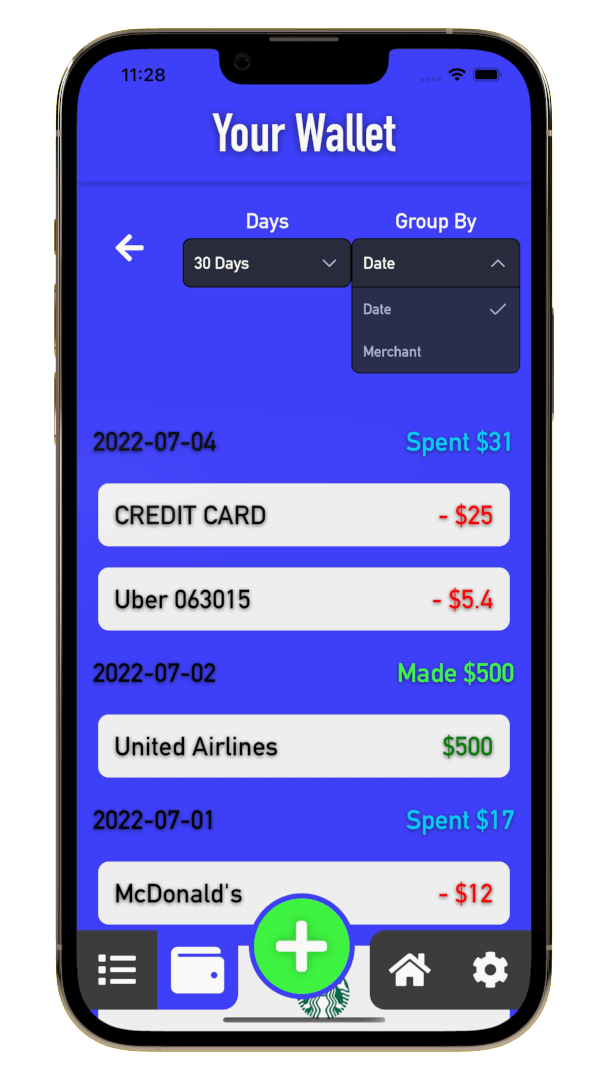 11:28
Your Wallet
Days Group By
30 Days Date
Date
Merchant
2022-07-04 Spent $31
CREDIT CARD - $25
Uber 063015 - $5.4
2022-07-02 Made $500
United Airlines $500
2022-07-01 Spent $17
McDonald's - $12